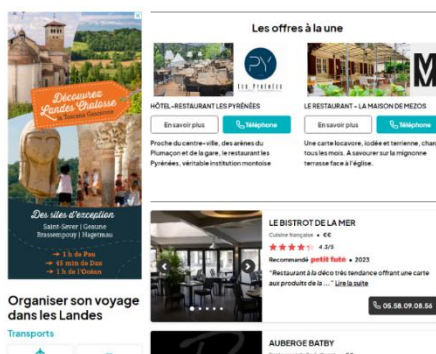 Découvrez
Landes Chalosse
la Toscane Gasconne
Des sites d'exception
Saint-Sever | Geaune
Brassempouy | Hagetmau
→ 1 h de Pau
→ 45 min de Dax
→ 1 h de l'Océan
Organiser son voyage
dans les Landes
Transports
Les offres à la une
PY
Les Pyrénées
HÔTEL-RESTAURANT LES PYRÉNÉES
En savoir plus
Téléphone
Proche du centre-ville, des arènes du
Plumaçon et de la gare, le restaurant les
Pyrénées, véritable institution montoise
M
LE RESTAURANT - LA MAISON DE MEZOS
En savoir plus
Téléphone
Une carte locavore, iodée et terrienne, chan
tous les mois. A savourer sur la mignonne
terrasse face à l'église.
LE BISTROT DE LA MER
Cuisine française • €€
4.3/5
Recommandé petit futé • 2023
"Restaurant à la déco très tendance offrant une carte
aux produits de la ..." Lire la suite
05.58.09.08.56
AUBERGE BATBY